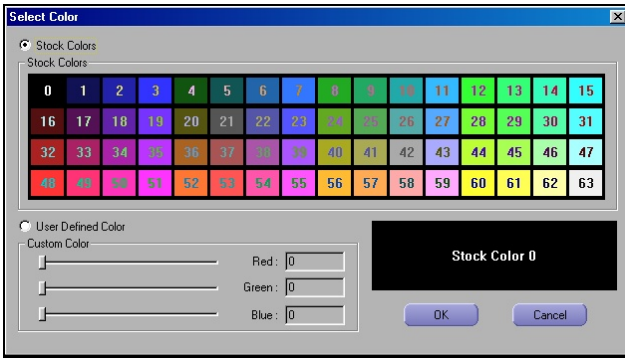 Select Color
Stock Colors
Stock Colors
0 1 2 3 4 5 6 7 8 9 10 11 12 13 14 15
16 17 18 19 20 21 22 23 24 25 26 27 28 29 30 31
32 33 34 35 36 37 38 39 40 41 42 43 44 45 46 47
48 49 50 51 52 53 54 55 56 57 58 59 60 61 62 63
User Defined Color
Custom Color
Red : 0
Green : 0
Blue : 0
Stock Color 0
OK Cancel